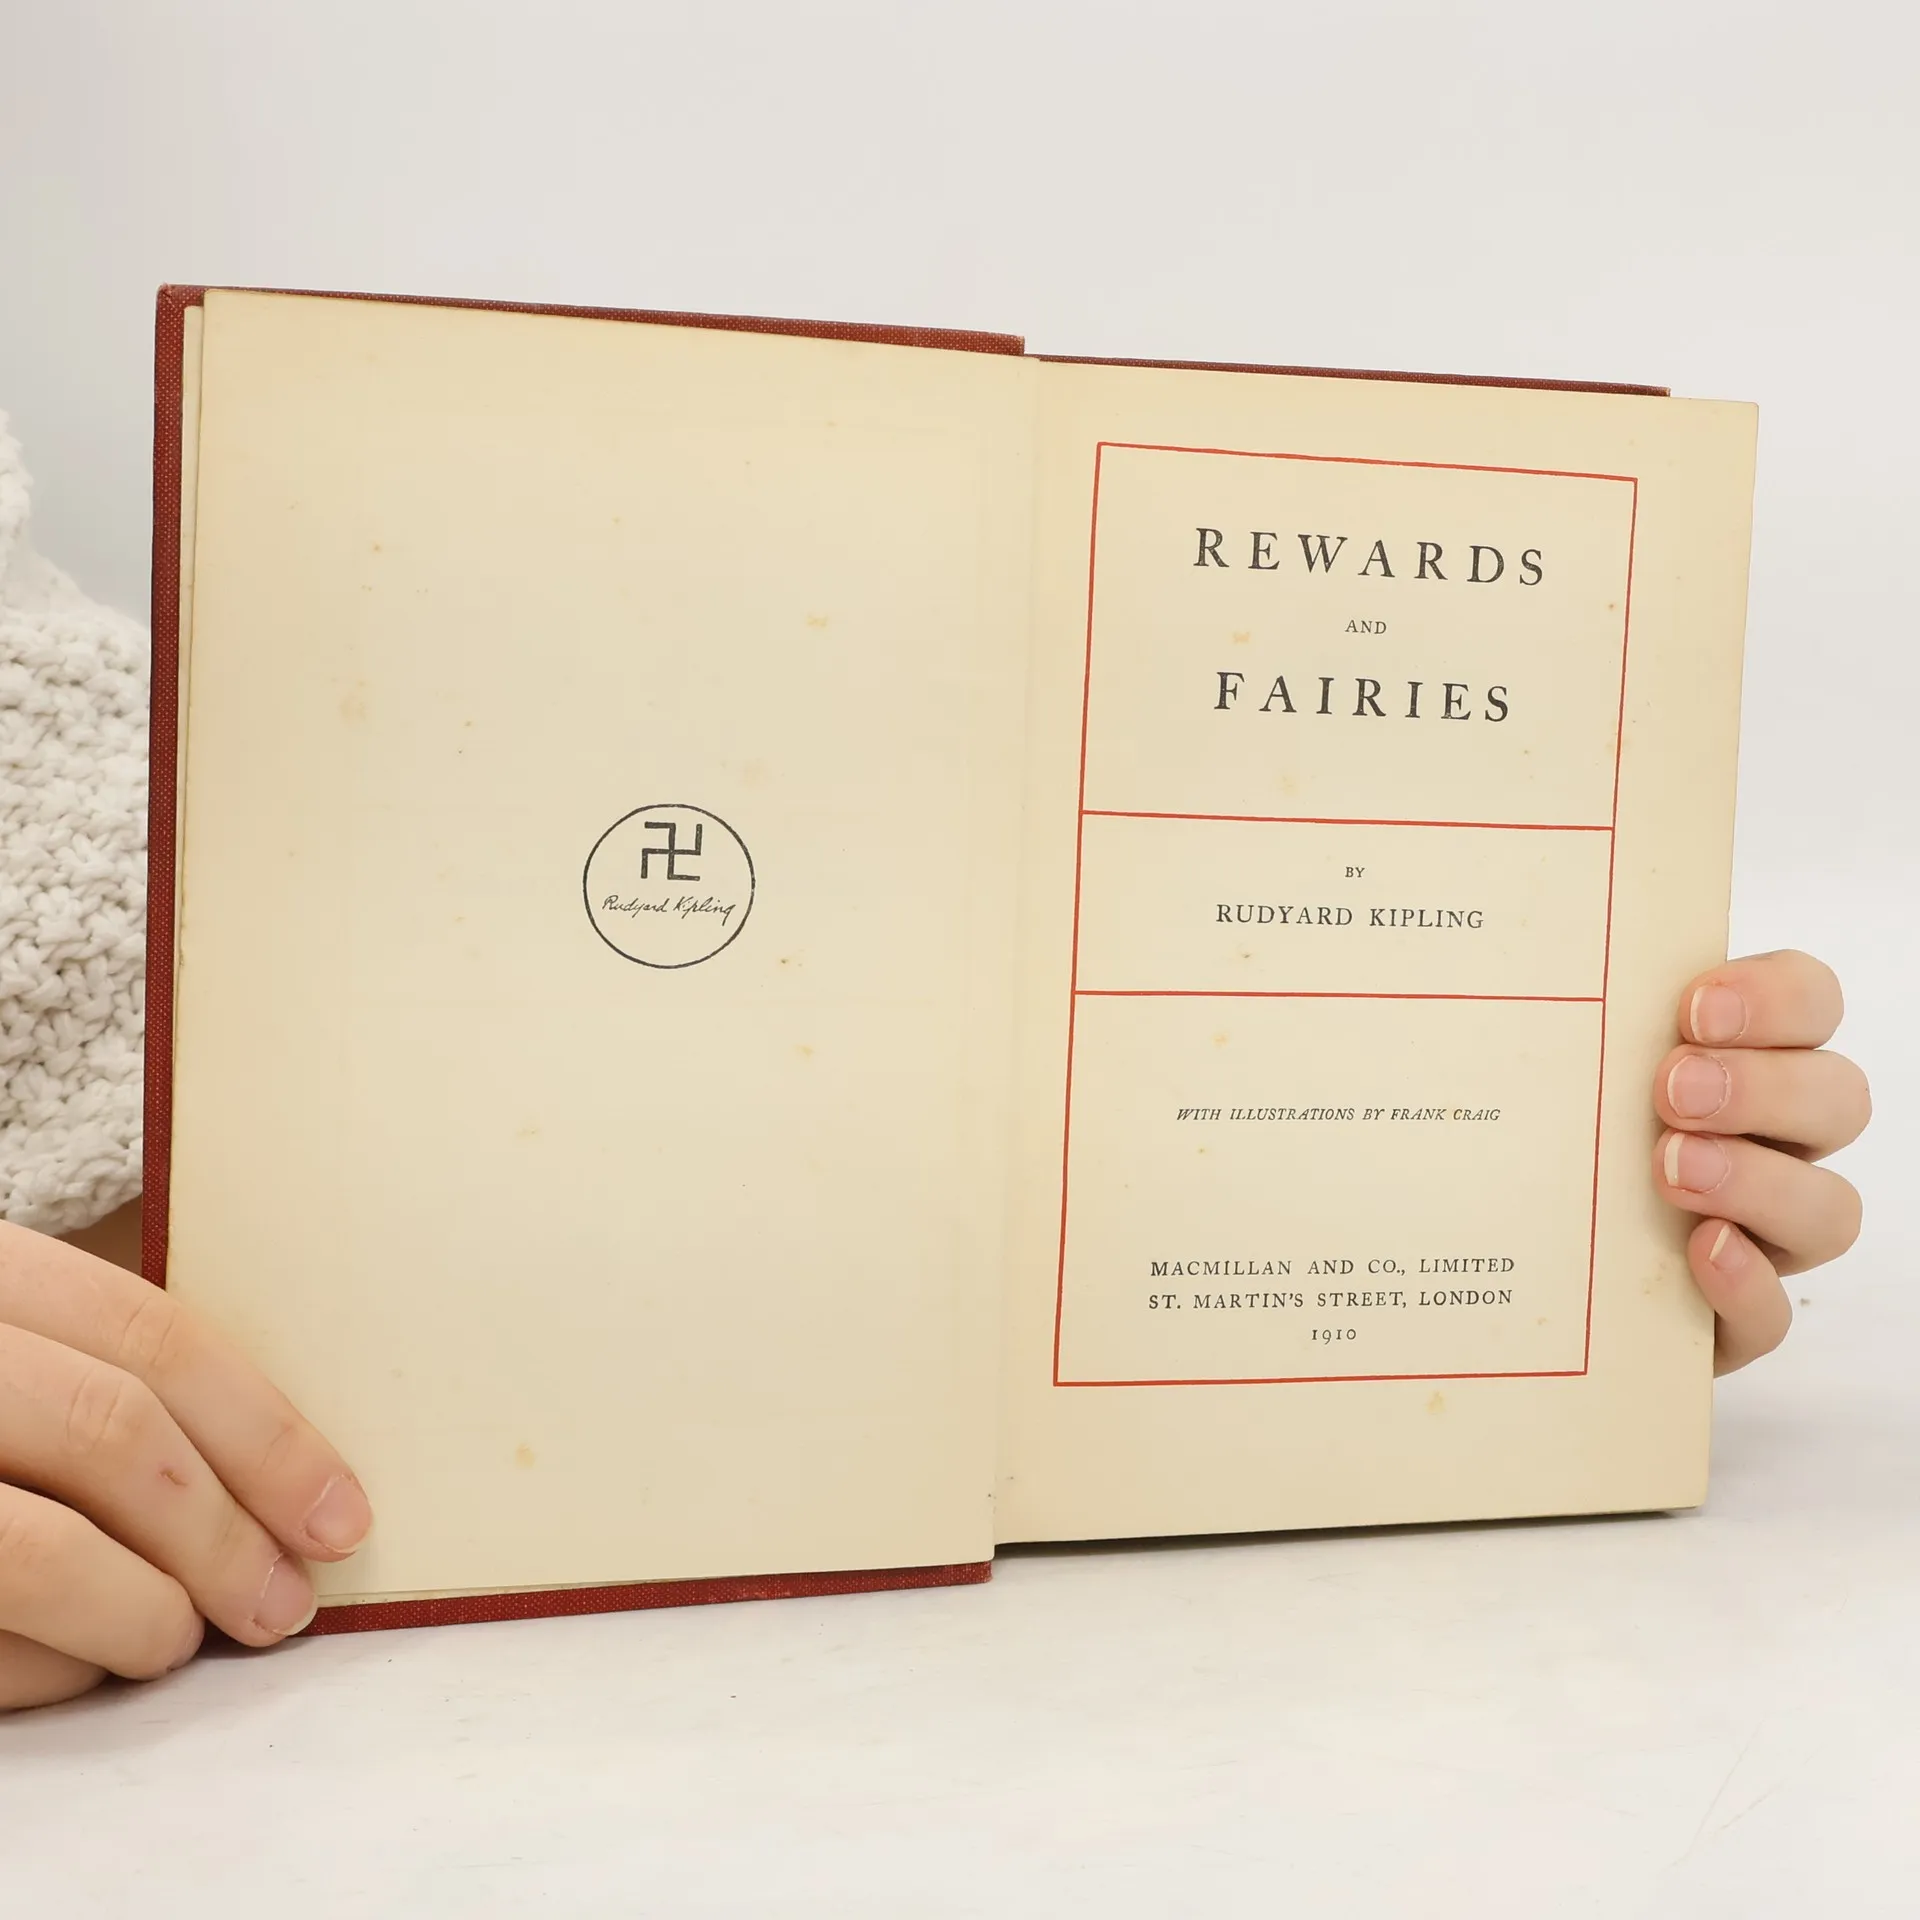 Rudyard Kipling
REWARDS
AND
FAIRIES
BY
RUDYARD KIPLING
WITH ILLUSTRATIONS BY FRANK CRAIG
MACMILLAN AND CO., LIMITED
ST. MARTIN'S STREET, LONDON
1910